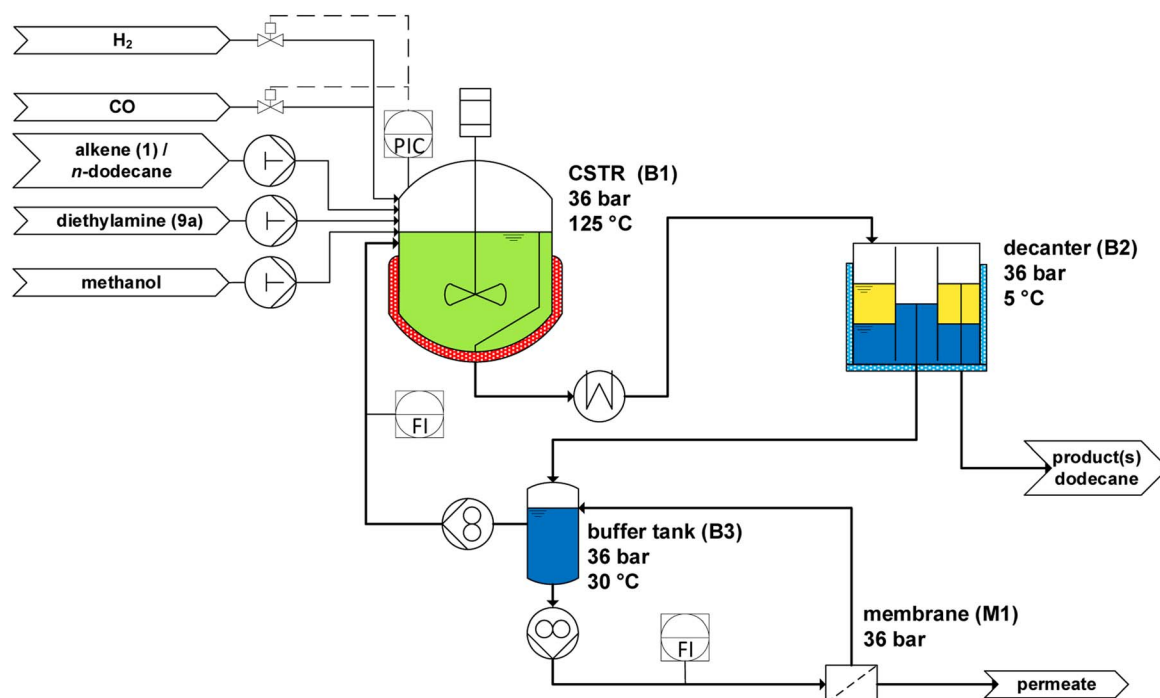 H₂
CO
alkene (1) /
n-dodecane
diethylamine (9a)
methanol
PIC
CSTR (B1)
36 bar
125 °C
decanter (B2)
36 bar
5 °C
FI
product(s)
dodecane
buffer tank (B3)
36 bar
30 °C
FI
membrane (M1)
36 bar
permeate